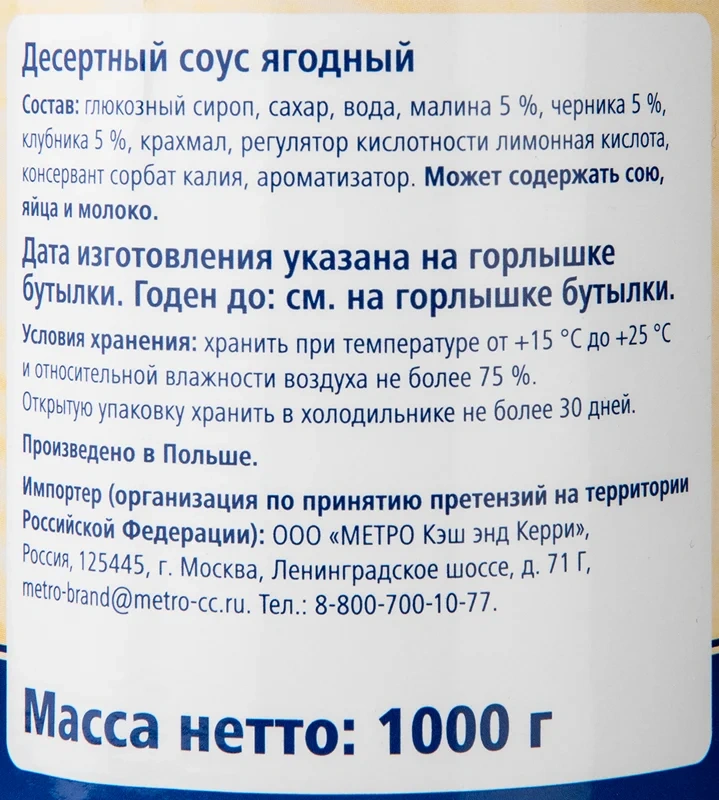 Десертный соус ягодный
Состав: глюкозный сироп, сахар, вода, малина 5 %, черника 5 %,
клубника 5 %, крахмал, регулятор кислотности лимонная кислота,
консервант сорбат калия, ароматизатор. Может содержать сою,
яйца и молоко.
Дата изготовления указана на горлышке
бутылки. Годен до: см. на горлышке бутылки.
Условия хранения: хранить при температуре от +15 °С до +25 °С
и относительной влажности воздуха не более 75 %.
Открытую упаковку хранить в холодильнике не более 30 дней.
Произведено в Польше.
Импортер (организация по принятию претензий на территории
Российской Федерации): ООО «МЕТРО Кэш энд Керри»,
Россия, 125445, г. Москва, Ленинградское шоссе, д. 71 Г,
metro-brand@metro-cc.ru. Тел.: 8-800-700-10-77.
Масса нетто: 1000 г